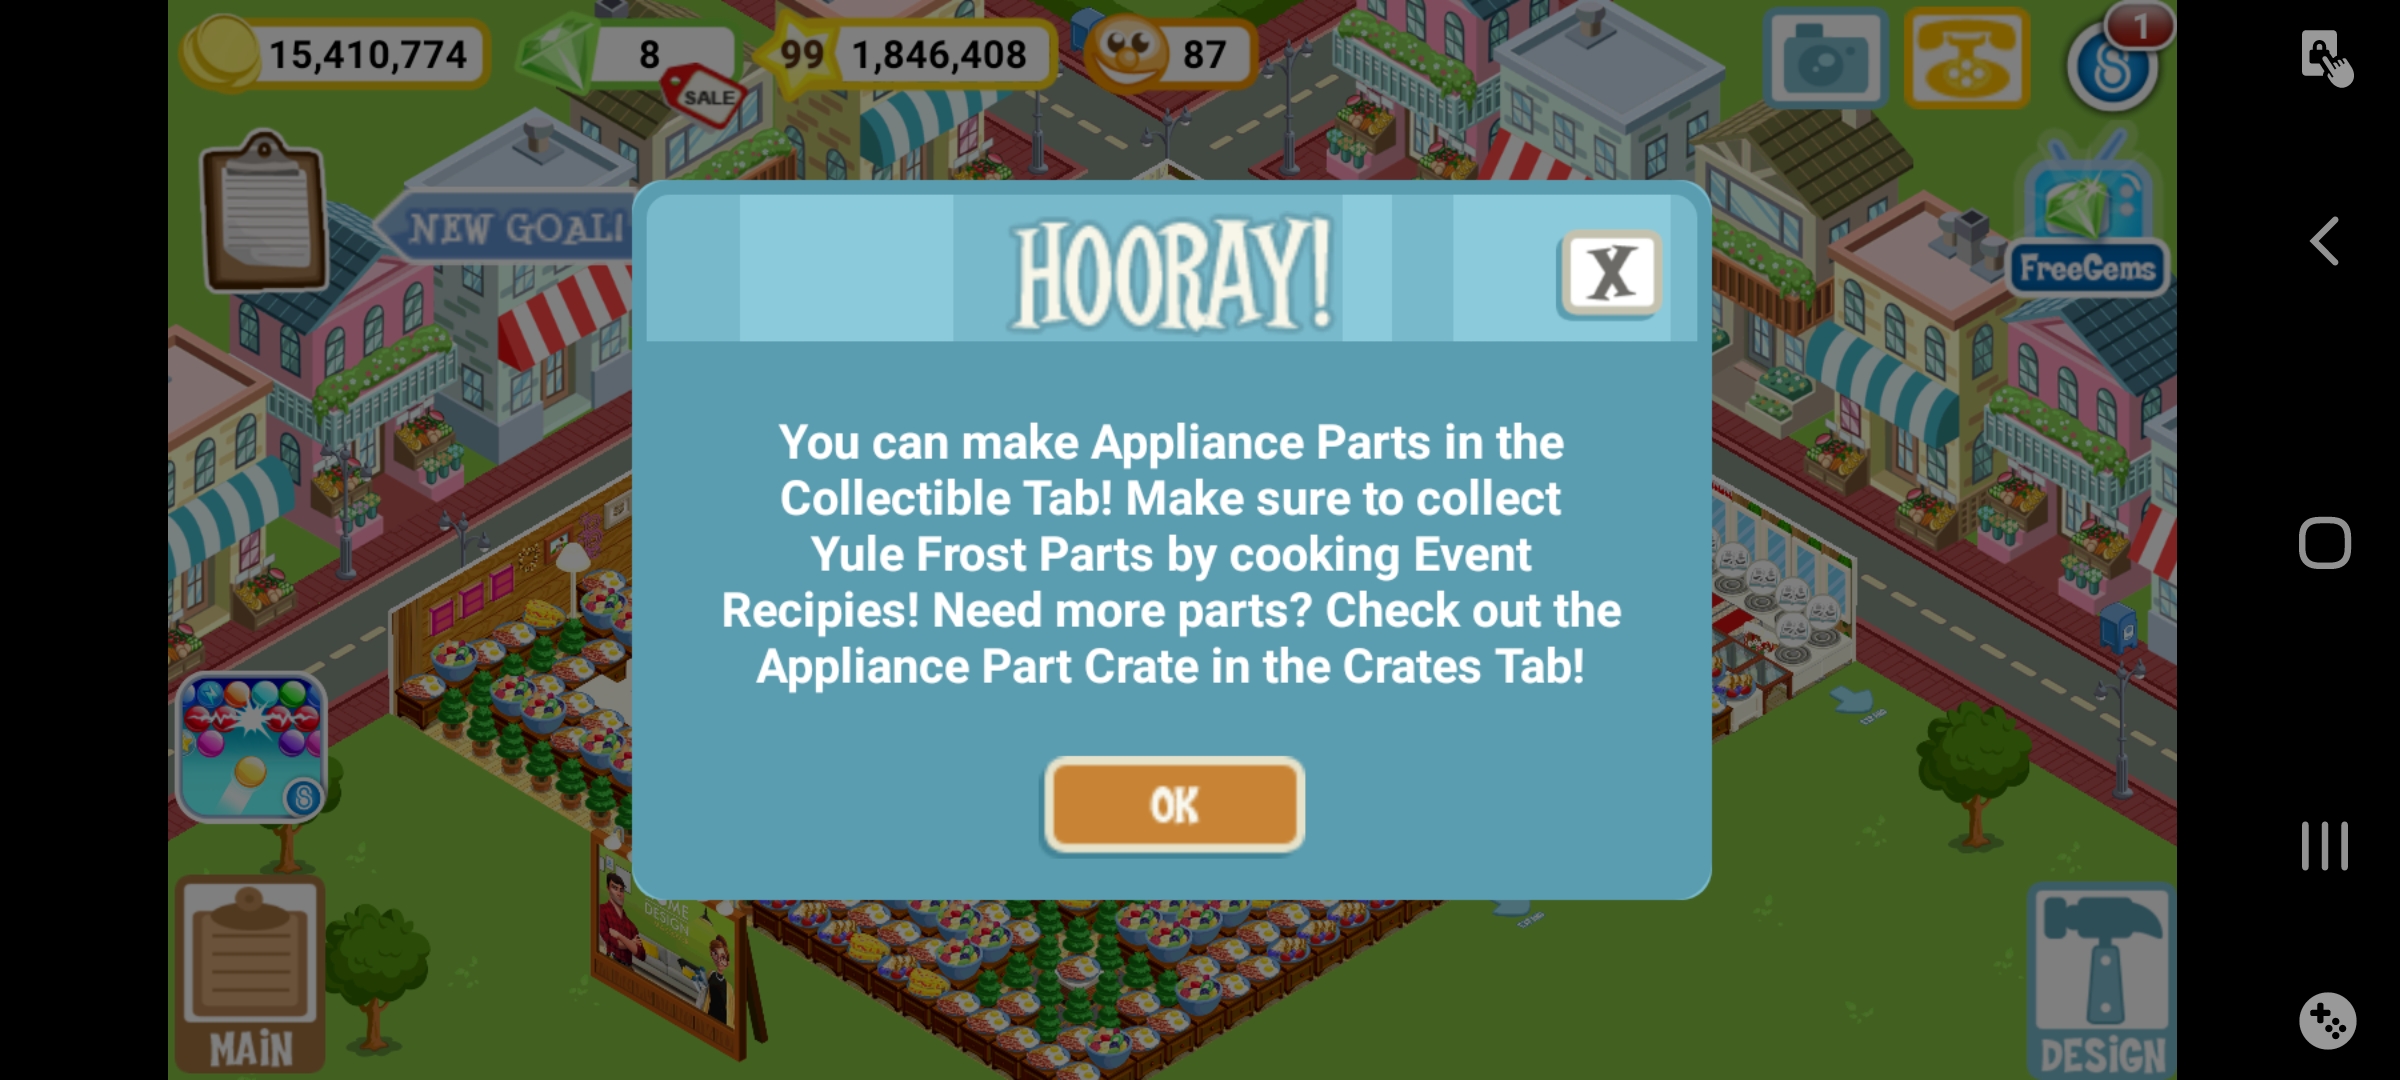 15,410,774
8
SALE
99
1,846,408
87
1
NEW GOAL!
FreeGems
HOORAY!
X
You can make Appliance Parts in the
Collectible Tab! Make sure to collect
Yule Frost Parts by cooking Event
Recipies! Need more parts? Check out the
Appliance Part Crate in the Crates Tab!
OK
DESIGN
MAIN
DESIGN